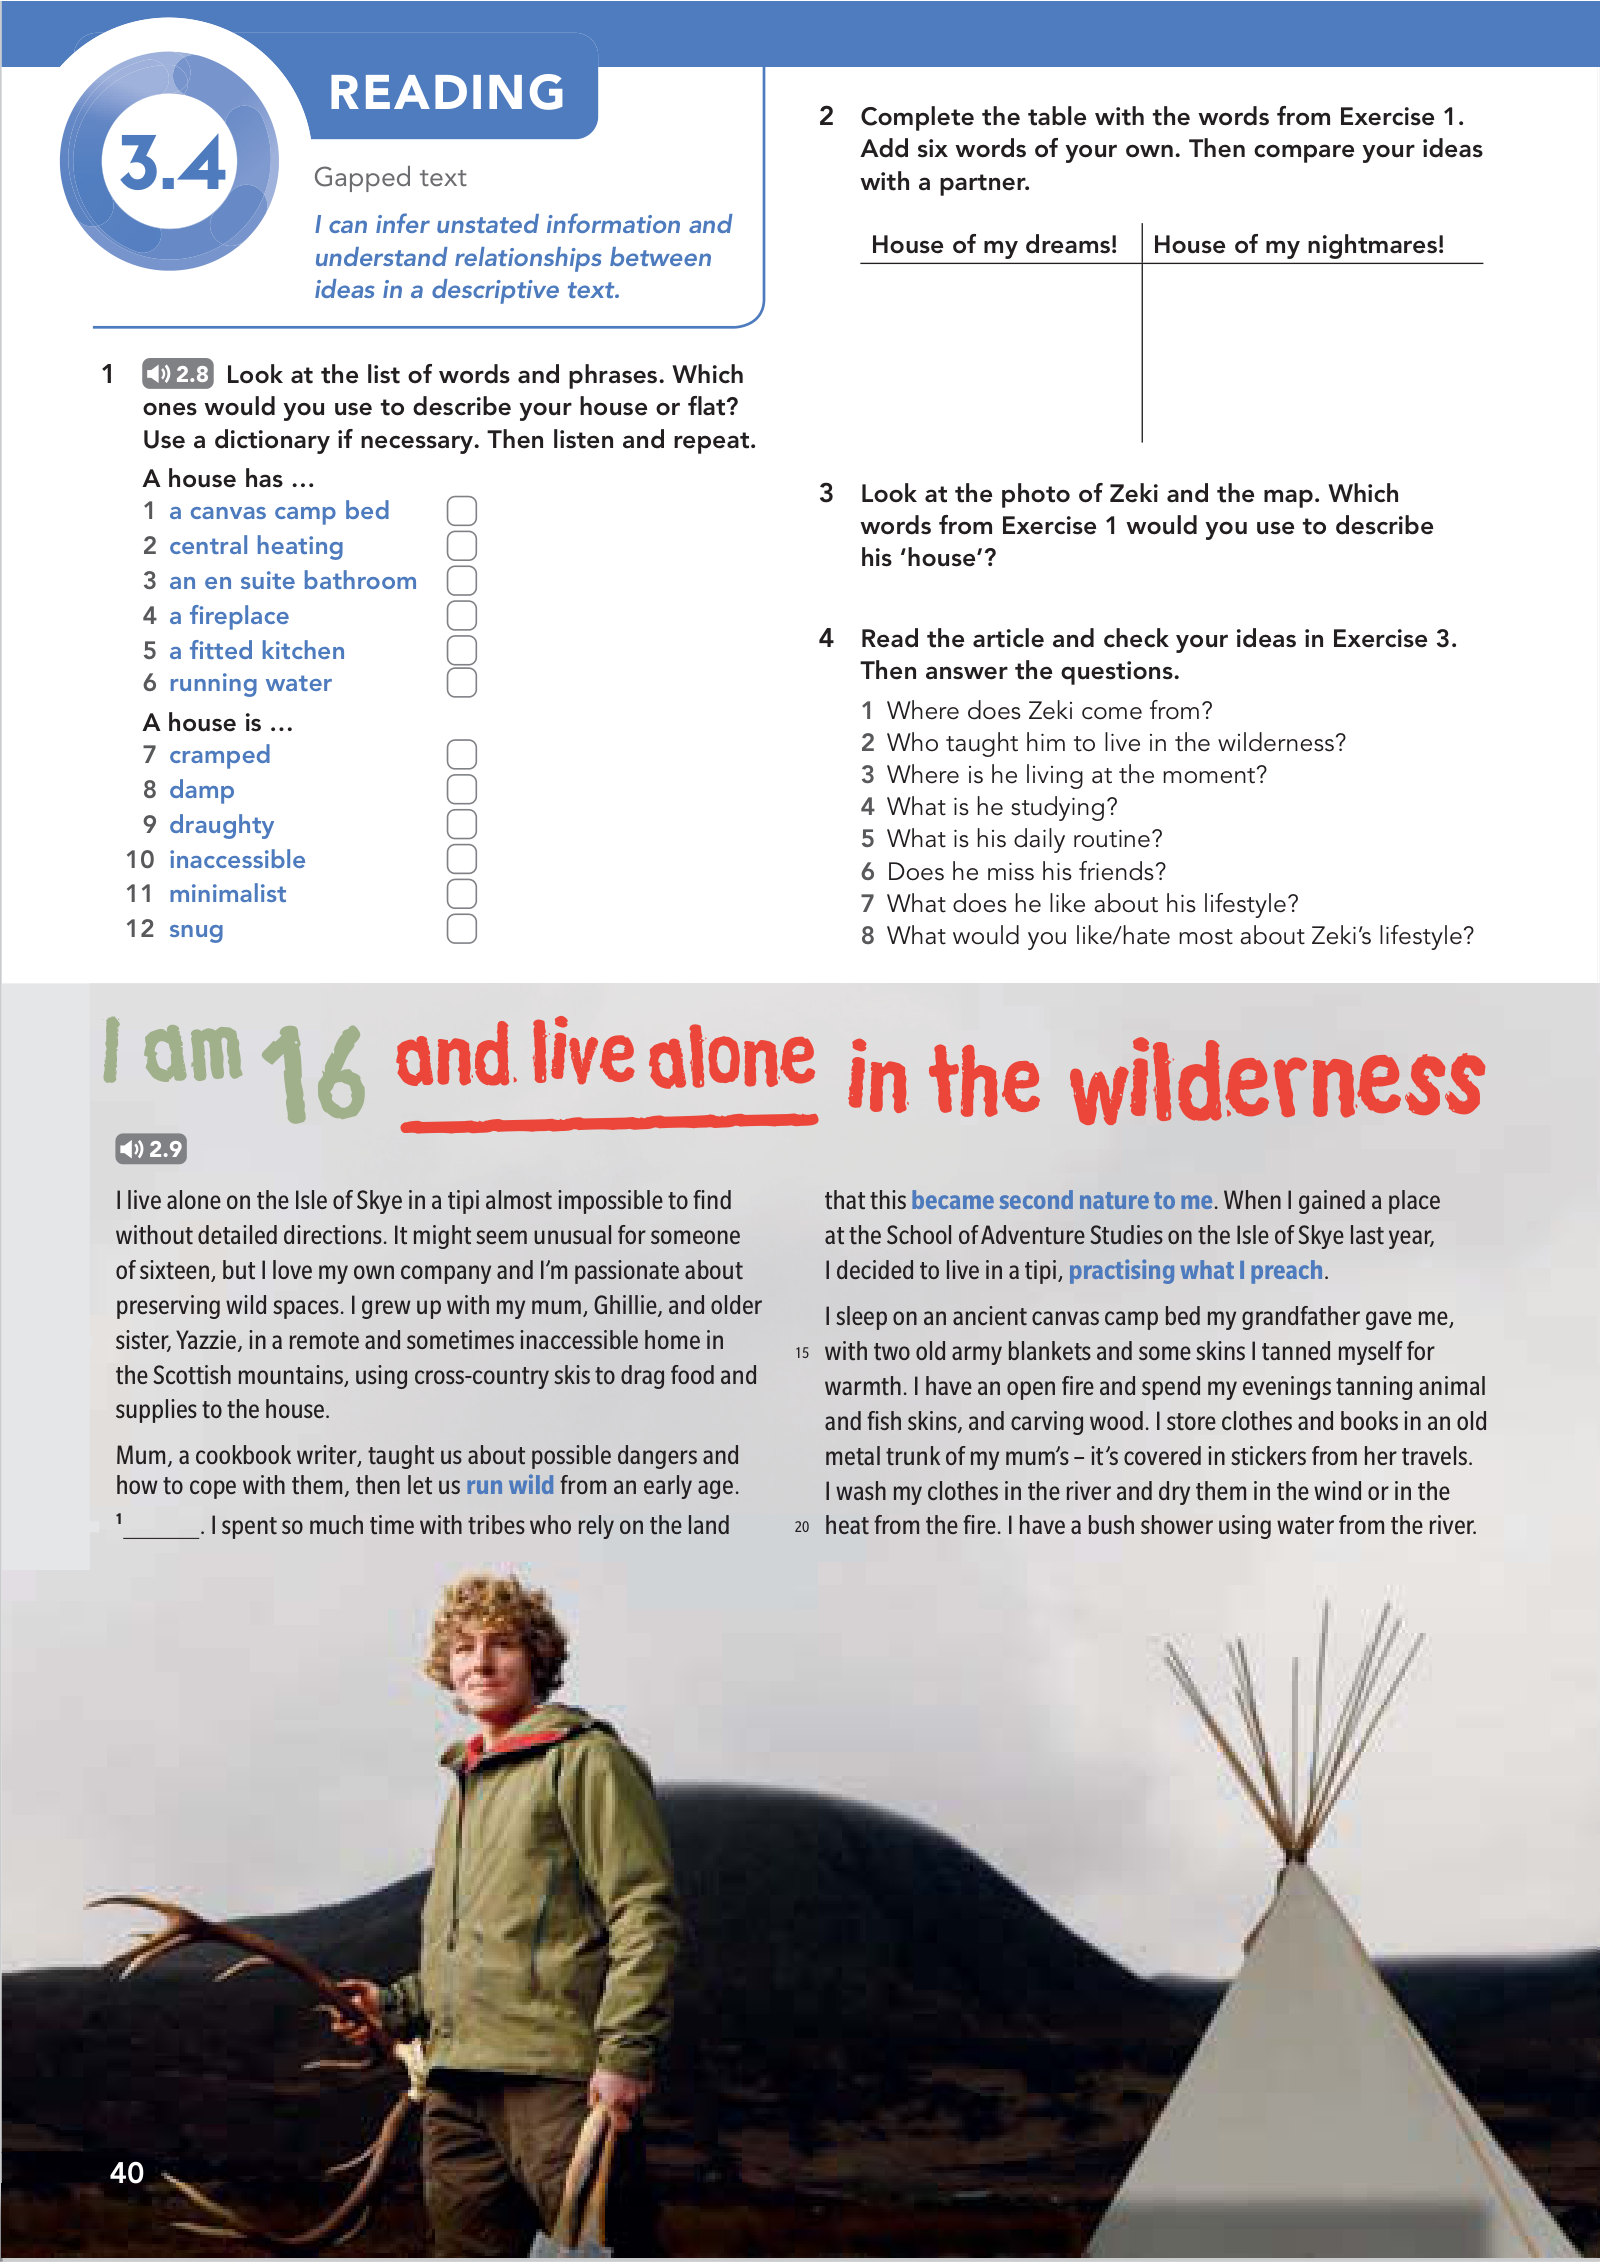 READING
3.4
Gapped text
I can infer unstated information and
understand relationships between
ideas in a descriptive text.
1 2.8 Look at the list of words and phrases. Which
ones would you use to describe your house or flat?
Use a dictionary if necessary. Then listen and repeat.
A house has …
1 a canvas camp bed
2 central heating
3 an en suite bathroom
4 a fireplace
5 a fitted kitchen
6 running water
A house is …
7 cramped
8 damp
9 draughty
10 inaccessible
11 minimalist
12 snug
2 Complete the table with the words from Exercise 1.
Add six words of your own. Then compare your ideas
with a partner.
House of my dreams! House of my nightmares!
3 Look at the photo of Zeki and the map. Which
words from Exercise 1 would you use to describe
his ‘house’?
4 Read the article and check your ideas in Exercise 3.
Then answer the questions.
1 Where does Zeki come from?
2 Who taught him to live in the wilderness?
3 Where is he living at the moment?
4 What is he studying?
5 What is his daily routine?
6 Does he miss his friends?
7 What does he like about his lifestyle?
8 What would you like/hate most about Zeki’s lifestyle?
I am 16 and live alone in the wilderness
2.9
I live alone on the Isle of Skye in a tipi almost impossible to find
without detailed directions. It might seem unusual for someone
of sixteen, but I love my own company and I’m passionate about
preserving wild spaces. I grew up with my mum, Ghillie, and older
sister, Yazzie, in a remote and sometimes inaccessible home in
the Scottish mountains, using cross-country skis to drag food and
supplies to the house.
Mum, a cookbook writer, taught us about possible dangers and
how to cope with them, then let us run wild from an early age.
1______. I spent so much time with tribes who rely on the land
that this became second nature to me. When I gained a place
at the School of Adventure Studies on the Isle of Skye last year,
I decided to live in a tipi, practising what I preach.
I sleep on an ancient canvas camp bed my grandfather gave me,
15 with two old army blankets and some skins I tanned myself for
warmth. I have an open fire and spend my evenings tanning animal
and fish skins, and carving wood. I store clothes and books in an old
metal trunk of my mum’s – it’s covered in stickers from her travels.
I wash my clothes in the river and dry them in the wind or in the
20 heat from the fire. I have a bush shower using water from the river.
40